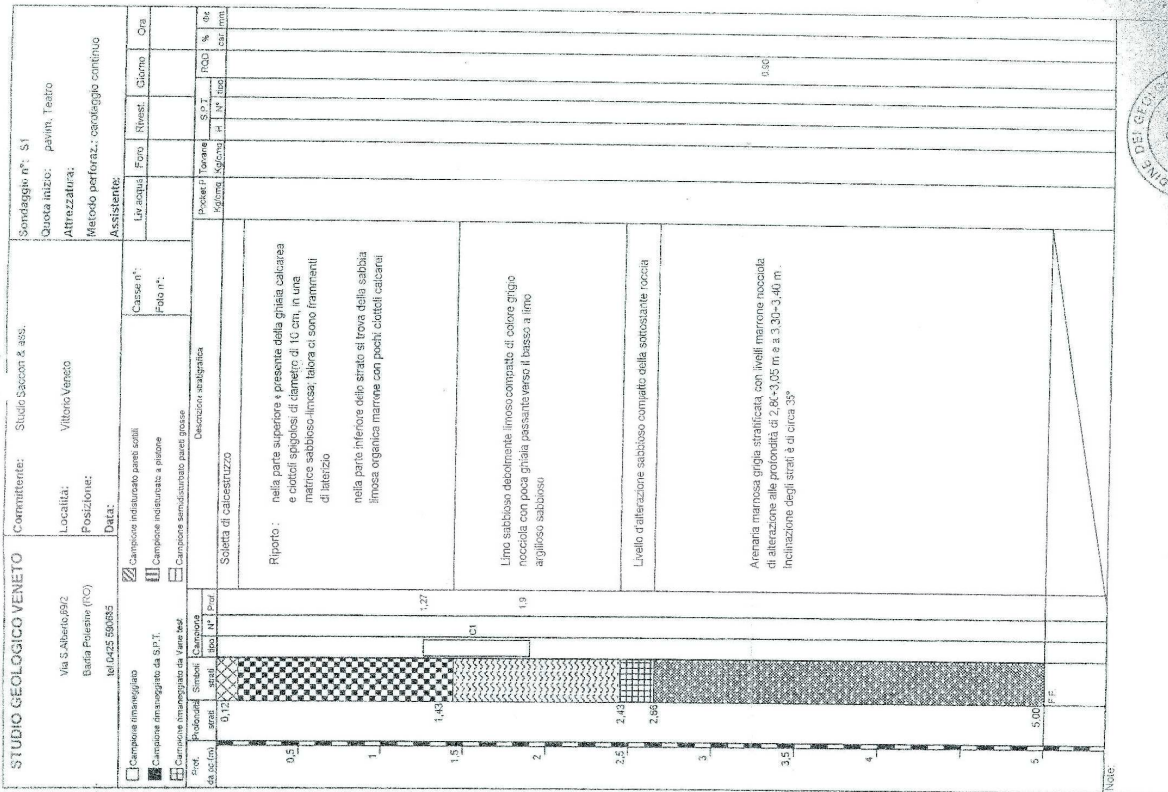 STUDIO GEOLOGICO VENETO
Via S.Alberto,69/2
Badia Polesine (RO)
tel 0425 590685
Committente: Studio Saccon & ass.
Località: Vittorio Veneto
Posizione:
Data:
Sondaggio n°: S1
Quota inizio: pavim. Teatro
Attrezzatura:
Metodo perforaz.: carotaggio continuo
Assistente:
Campione rimaneggiato
Campione rimaneggiato da S.P.T.
Campione rimaneggiato da Vane test
Campione indisturbato pareti sottili
Campione indisturbato a pistone
Campione semidisturbato pareti grosse
Casse n°:
Foto n°:
Liv.acqua Foro Rivest. Giorno Ora
Prof. da pc (m)
Profondità strati
Simboli strati
Campione tipo N° Prof
Descrizione stratigrafica
Pocket P Kg/cmq
Torvane Kg/cmq
S.P.T. H N° tipo
RQD
% car.
Øc mm
0,12
Soletta di calcestruzzo
0,5
Riporto : nella parte superiore e presente della ghiaia calcarea
e ciottoli spigolosi di diametro di 10 cm, in una
matrice sabbioso-limosa; talora ci sono frammenti
di laterizio
1
nella parte inferiore dello strato si trova della sabbia
limosa organica marrone con pochi ciottoli calcarei
1,27
1,43
1,5
C1
1,9
Limo sabbioso debolmente limoso compatto di colore grigio
nocciola con poca ghiaia passante verso il basso a limo
argilloso sabbioso
2
2,43
2,5
Livello d'alterazione sabbioso compatto della sottostante roccia
2,66
3
Arenaria marnosa grigia stratificata, con livelli marrone nocciola
di alterazione alle profondità di 2,80÷3,05 m e a 3,30÷3,40 m .
Inclinazione degli strati è di circa 35°
0.90
3,5
4
4,5
5
5,00
F.F.
Note: